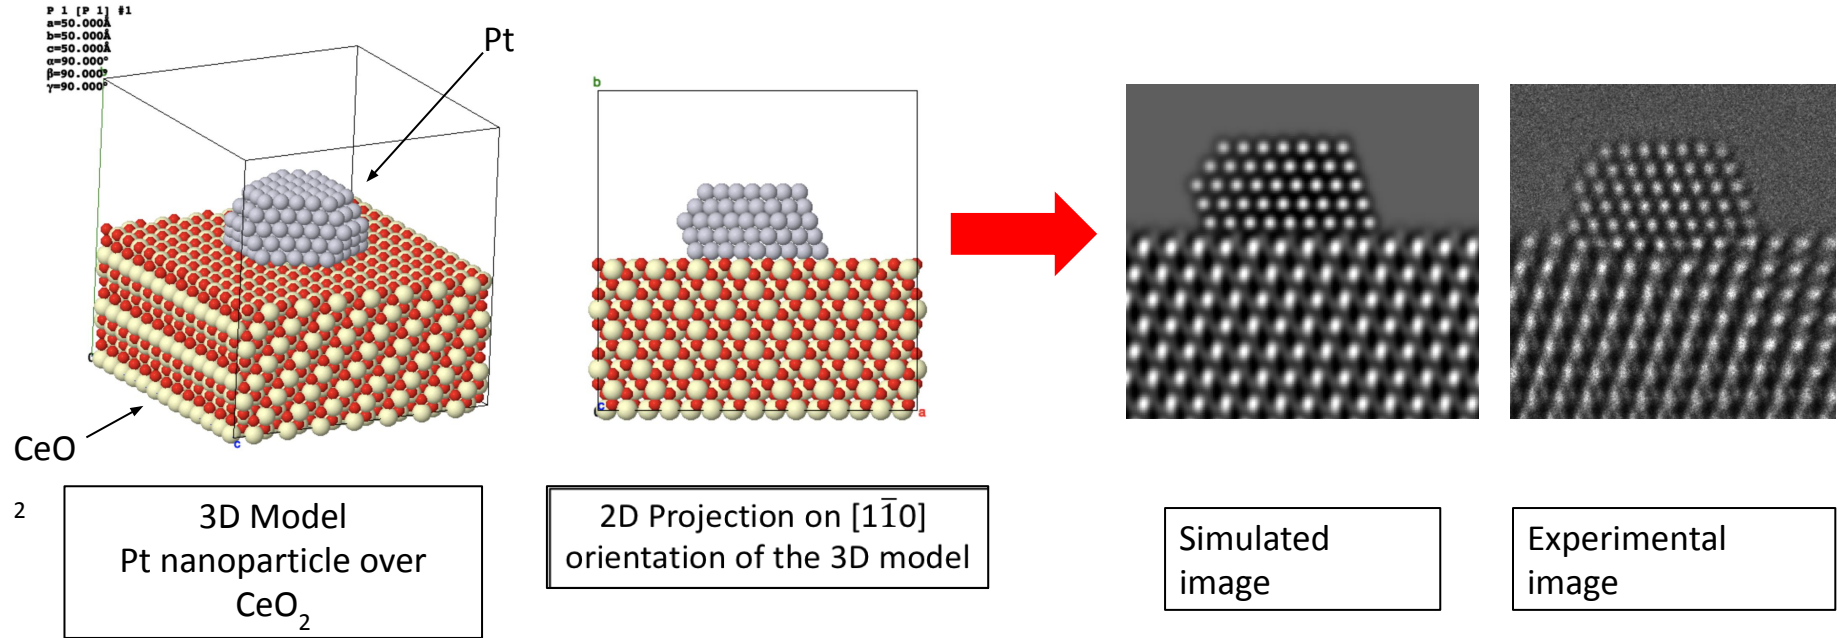 P 1 [P 1] #1
a=50.000Å
b=50.000Å
c=50.000Å
α=90.000°
β=90.000°
γ=90.000°
Pt
c
CeO
2
3D Model
Pt nanoparticle over
CeO₂
b
c
a
2D Projection on [11̅0]
orientation of the 3D model
Simulated
image
Experimental
image